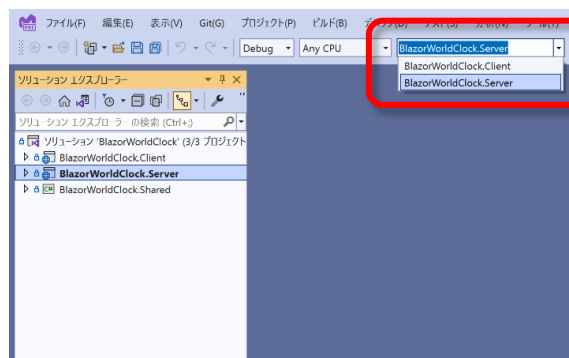 ファイル(F) 編集(E) 表示(V) Git(G) プロジェクト(P) ビルド(B)
Debug Any CPU BlazorWorldClock.Server
BlazorWorldClock.Client
BlazorWorldClock.Server
ソリューション エクスプローラー
ソリューション エクスプローラー の検索 (Ctrl+;)
ソリューション 'BlazorWorldClock' (3/3 プロジェクト
BlazorWorldClock.Client
BlazorWorldClock.Server
C# BlazorWorldClock.Shared